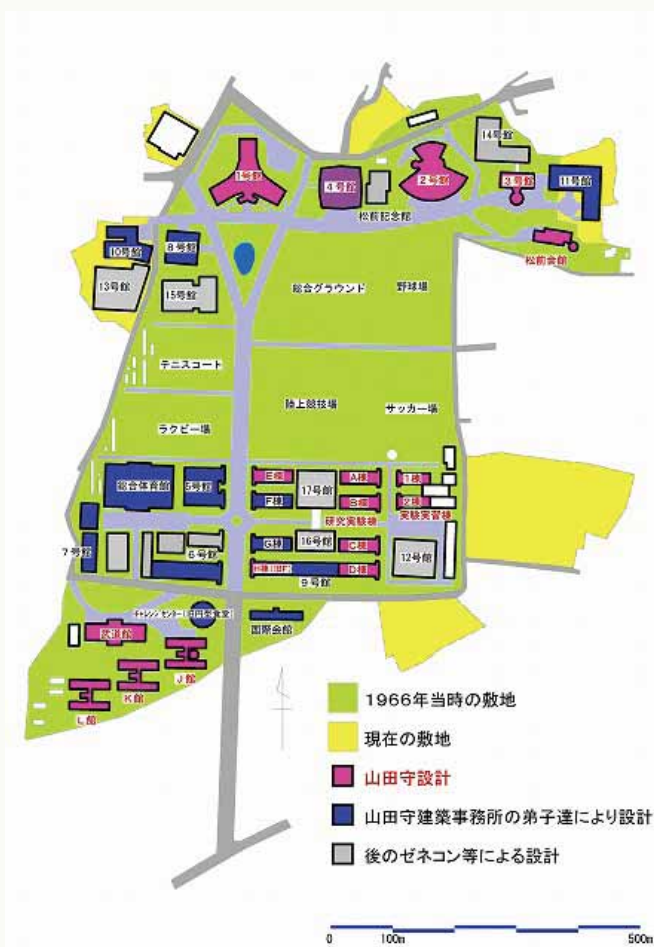 14号館
1号館
4号館
2号館
3号館
11号館
松前記念館
10号館
8号館
松前会館
13号館
15号館
総合グラウンド
野球場
テニスコート
陸上競技場
サッカー場
ラクビー場
総合体育館
5号館
E棟
17号館
A棟
1棟
F棟
B棟
2棟
研究実験棟
実験実習棟
7号館
6号館
G棟
16号館
C棟
12号館
D棟
9号館
国際会館
武道館
J館
K館
L館
1966年当時の敷地
現在の敷地
山田守設計
山田守建築事務所の弟子達により設計
後のゼネコン等による設計
0
100m
500m